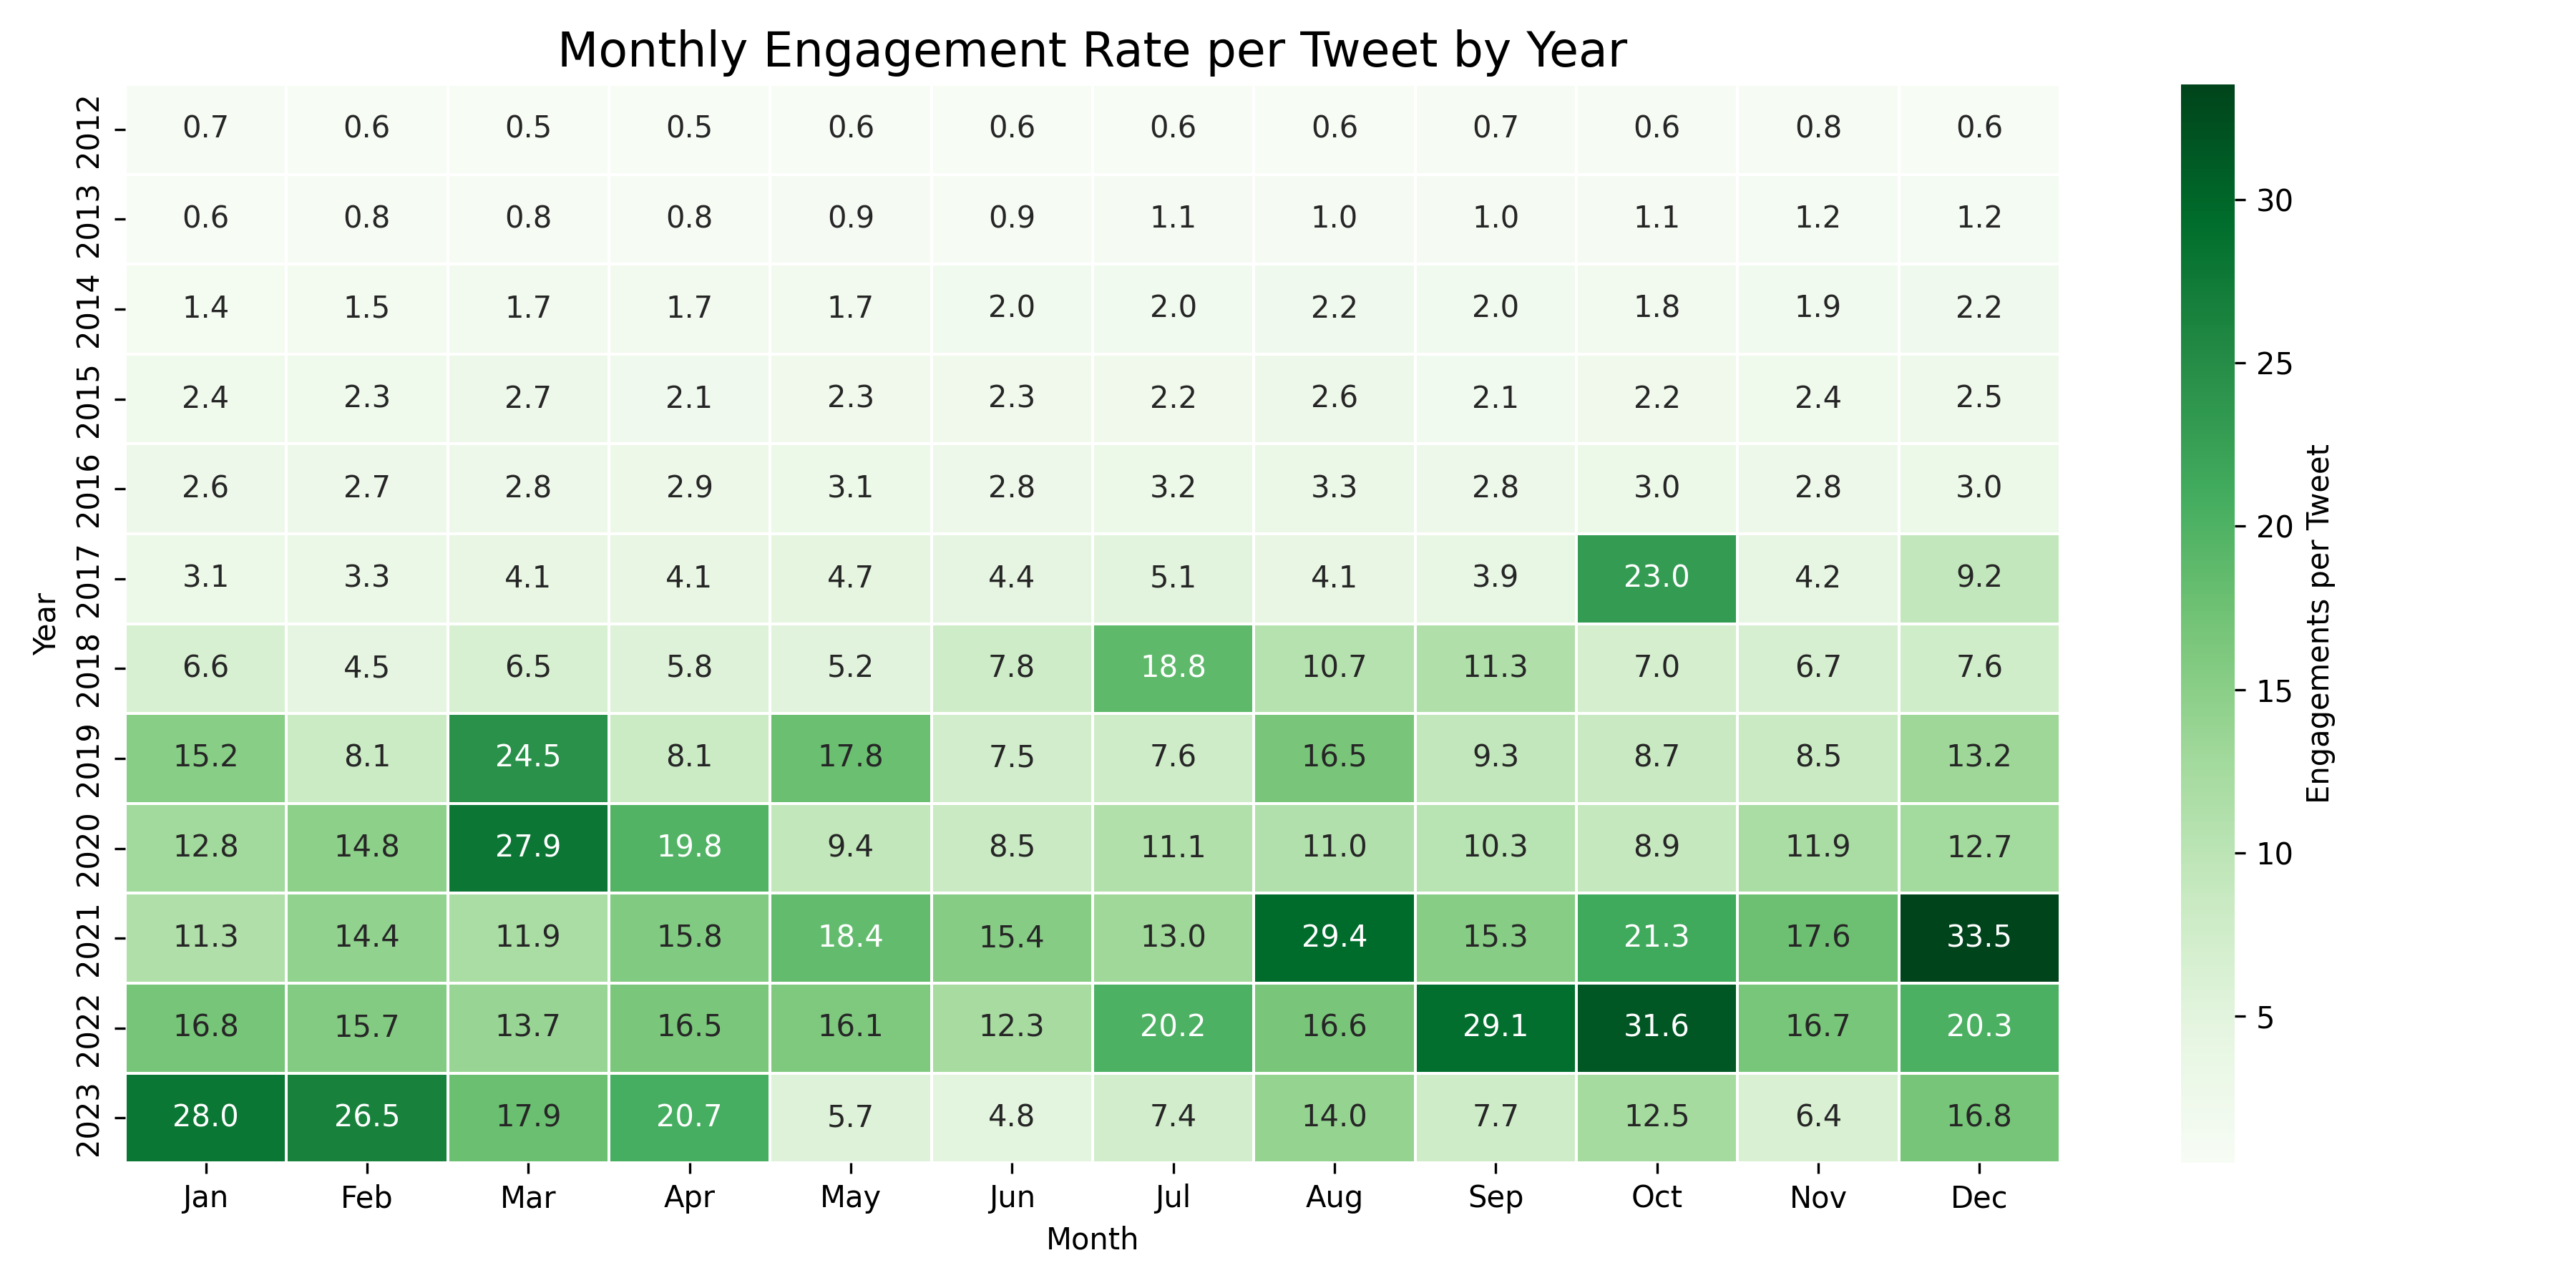 Monthly Engagement Rate per Tweet by Year
2012 0.7 0.6 0.5 0.5 0.6 0.6 0.6 0.6 0.7 0.6 0.8 0.6
2013 0.6 0.8 0.8 0.8 0.9 0.9 1.1 1.0 1.0 1.1 1.2 1.2
2014 1.4 1.5 1.7 1.7 1.7 2.0 2.0 2.2 2.0 1.8 1.9 2.2
2015 2.4 2.3 2.7 2.1 2.3 2.3 2.2 2.6 2.1 2.2 2.4 2.5
2016 2.6 2.7 2.8 2.9 3.1 2.8 3.2 3.3 2.8 3.0 2.8 3.0
2017 3.1 3.3 4.1 4.1 4.7 4.4 5.1 4.1 3.9 23.0 4.2 9.2
2018 6.6 4.5 6.5 5.8 5.2 7.8 18.8 10.7 11.3 7.0 6.7 7.6
2019 15.2 8.1 24.5 8.1 17.8 7.5 7.6 16.5 9.3 8.7 8.5 13.2
2020 12.8 14.8 27.9 19.8 9.4 8.5 11.1 11.0 10.3 8.9 11.9 12.7
2021 11.3 14.4 11.9 15.8 18.4 15.4 13.0 29.4 15.3 21.3 17.6 33.5
2022 16.8 15.7 13.7 16.5 16.1 12.3 20.2 16.6 29.1 31.6 16.7 20.3
2023 28.0 26.5 17.9 20.7 5.7 4.8 7.4 14.0 7.7 12.5 6.4 16.8
Jan Feb Mar Apr May Jun Jul Aug Sep Oct Nov Dec
Month
Year
30
25
20
15
10
5
Engagements per Tweet